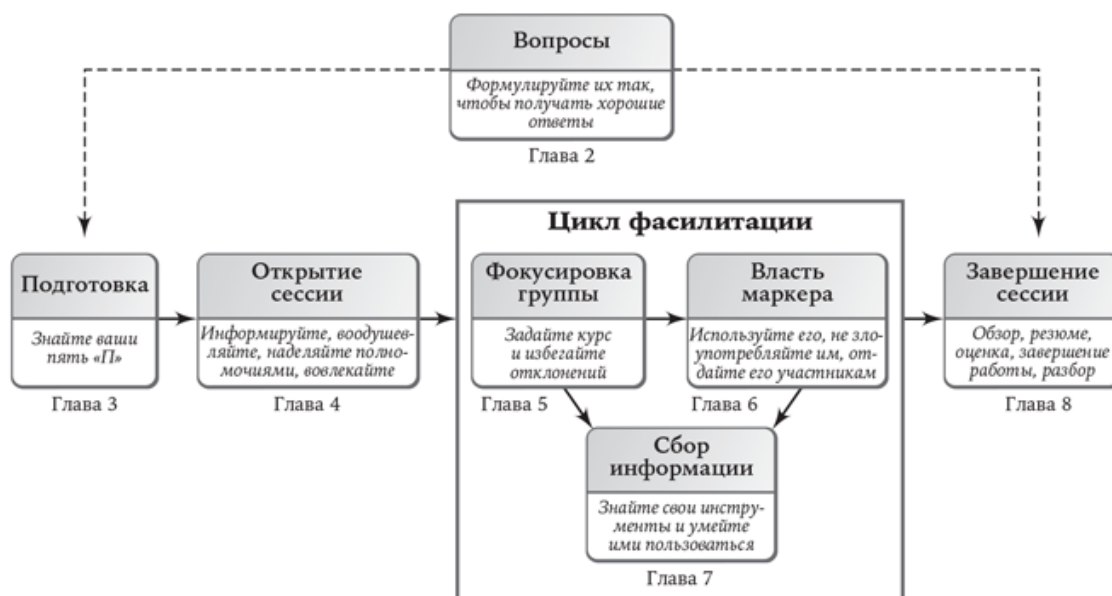 Вопросы
Формулируйте их так,
чтобы получать хорошие
ответы
Глава 2
Цикл фасилитации
Подготовка
Знайте ваши
пять «П»
Глава 3
Открытие
сессии
Информируйте, воодушев-
ляйте, наделяйте полно-
мочиями, вовлекайте
Глава 4
Фокусировка
группы
Задайте курс
и избегайте
отклонений
Глава 5
Власть
маркера
Используйте его, не зло-
употребляйте им, от-
дайте его участникам
Глава 6
Сбор
информации
Знайте свои инстру-
менты и умейте
ими пользоваться
Глава 7
Завершение
сессии
Обзор, резюме,
оценка, завершение
работы, разбор
Глава 8